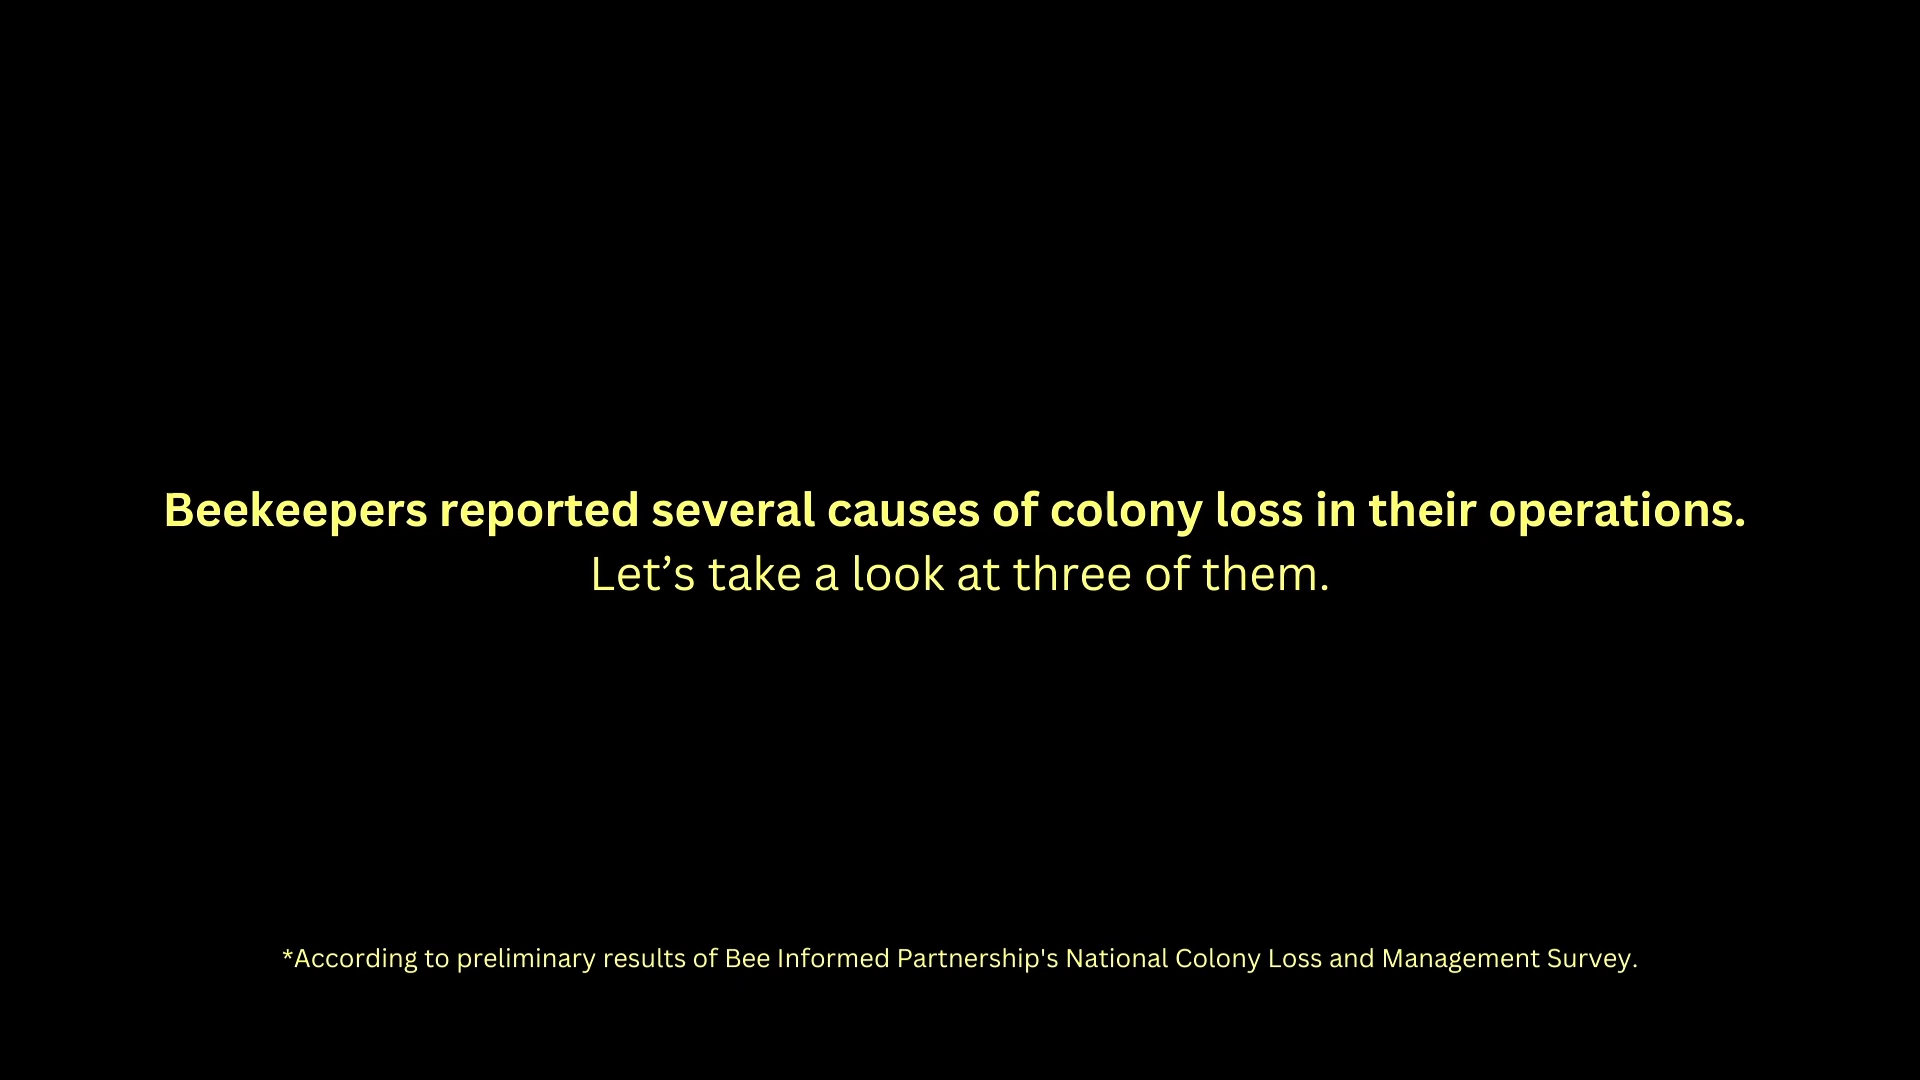 Beekeepers reported several causes of colony loss in their operations.
Let’s take a look at three of them.
*According to preliminary results of Bee Informed Partnership's National Colony Loss and Management Survey.